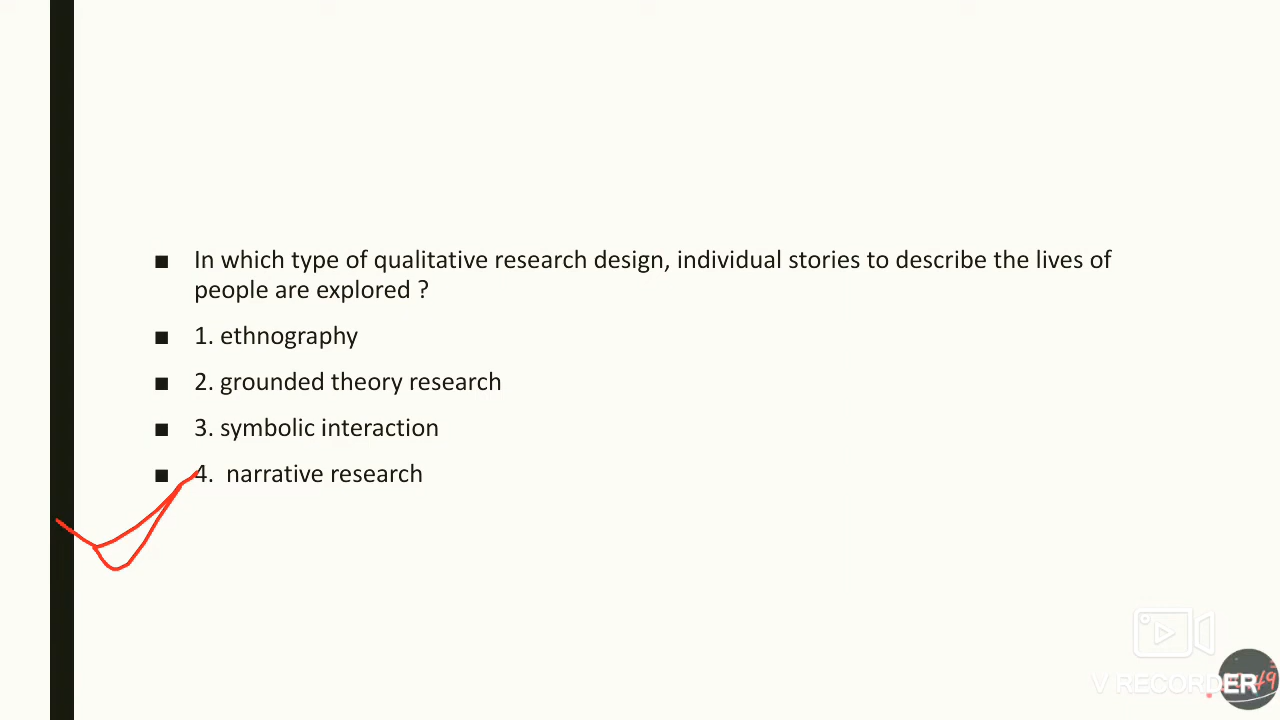 ■ In which type of qualitative research design, individual stories to describe the lives of
people are explored ?
■ 1. ethnography
■ 2. grounded theory research
■ 3. symbolic interaction
■ 4. narrative research
V RECORDER